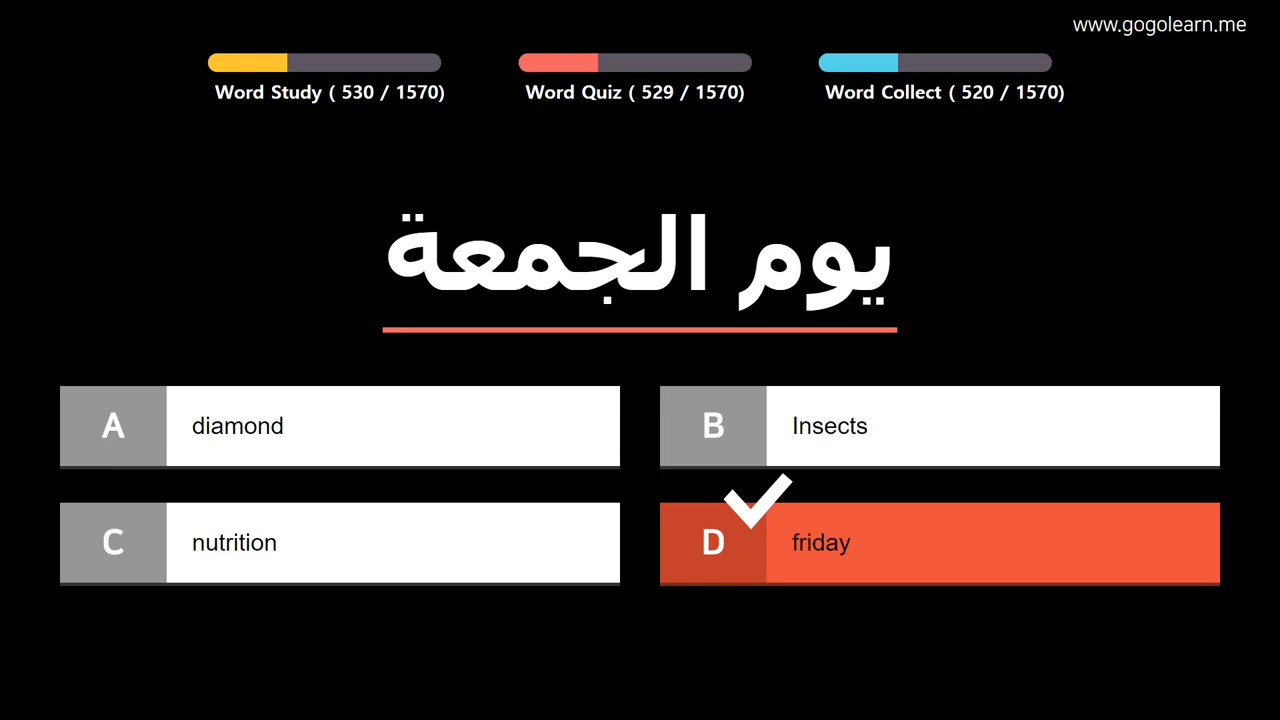 www.gogolearn.me
Word Study ( 530 / 1570)
Word Quiz ( 529 / 1570)
Word Collect ( 520 / 1570)
يوم الجمعة
A diamond
B Insects
C nutrition
D friday